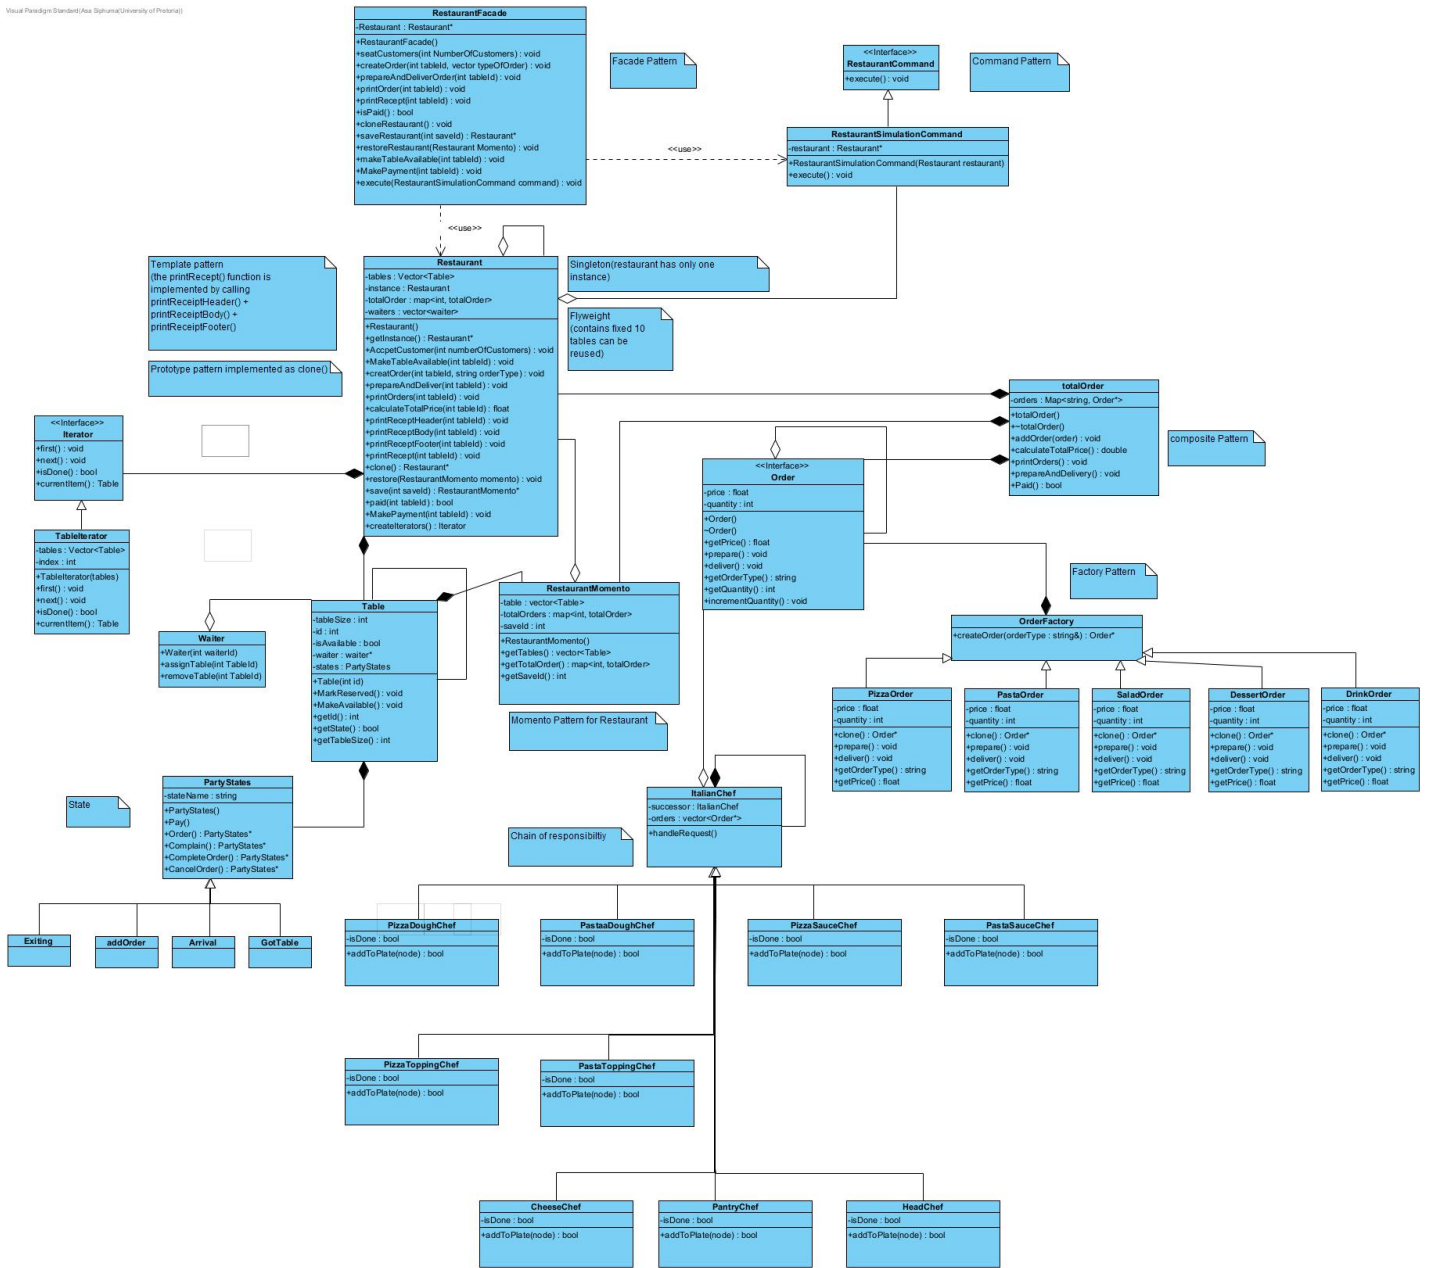 Visual Paradigm Standard(Asa Siphuma(University of Pretoria))
RestaurantFacade
-Restaurant : Restaurant*
+RestaurantFacade()
+seatCustomers(int NumberOfCustomers) : void
+createOrder(int tableId, vector typeOfOrder) : void
+prepareAndDeliverOrder(int tableId) : void
+printOrder(int tableId) : void
+printRecept(int tableId) : void
+isPaid() : bool
+cloneRestaurant() : void
+saveRestaurant(int saveId) : Restaurant*
+restoreRestaurant(Restaurant Momento) : void
+makeTableAvailable(int tableId) : void
+MakePayment(int tableId) : void
+execute(RestaurantSimulationCommand command) : void
Facade Pattern
<<Interface>>
RestaurantCommand
+execute() : void
Command Pattern
RestaurantSimulationCommand
-restaurant : Restaurant*
+RestaurantSimulationCommand(Restaurant restaurant)
+execute() : void
<<use>>
<<use>>
Template pattern
(the printRecept() function is
implemented by calling
printReceiptHeader() +
printReceiptBody() +
printReceiptFooter()
Prototype pattern implemented as clone()
Restaurant
-tables : Vector<Table>
-instance : Restaurant
-totalOrder : map<int, totalOrder>
-waiters : vector<waiter>
+Restaurant()
+getInstance() : Restaurant*
+AccpetCustomer(int numberOfCustomers) : void
+MakeTableAvailable(int tableId) : void
+creatOrder(int tableId, string orderType) : void
+prepareAndDeliver(int tableId) : void
+printOrders(int tableId) : void
+calculateTotalPrice(int tableId) : float
+printReceptHeader(int tableId) : void
+printReceptBody(int tableId) : void
+printReceptFooter(int tableId) : void
+printRecept(int tableId) : void
+clone() : Restaurant*
+restore(RestaurantMomento momento) : void
+save(int saveId) : RestaurantMomento*
+paid(int tableId) : bool
+MakePayment(int tableId) : void
+createIterators() : Iterator
Singleton(restaurant has only one
instance)
Flyweight
(contains fixed 10
tables can be
reused)
totalOrder
-orders : Map<string, Order*>
+totalOrder()
+~totalOrder()
+addOrder(order) : void
+calculateTotalPrice() : double
+printOrders() : void
+prepareAndDelivery() : void
+Paid() : bool
composite Pattern
<<Interface>>
Iterator
+first() : void
+next() : void
+isDone() : bool
+currentItem() : Table
TableIterator
-tables : Vector<Table>
-index : int
+TableIterator(tables)
+first() : void
+next() : void
+isDone() : bool
+currentItem() : Table
<<Interface>>
Order
-price : float
-quantity : int
+Order()
~Order()
+getPrice() : float
+prepare() : void
+deliver() : void
+getOrderType() : string
+getQuantity() : int
+incrementQuantity() : void
Factory Pattern
OrderFactory
+createOrder(orderType : string&) : Order*
Waiter
+Waiter(int waiterId)
+assignTable(int TableId)
+removeTable(int TableId)
Table
-tableSize : int
-id : int
-isAvailable : bool
-waiter : waiter*
-states : PartyStates
+Table(int id)
+MarkReserved() : void
+MakeAvailable() : void
+getId() : int
+getState() : bool
+getTableSize() : int
RestaurantMomento
-table : vector<Table>
-totalOrders : map<int, totalOrder>
-saveId : int
+RestaurantMomento()
+getTables() : vector<Table>
+getTotalOrder() : map<int, totalOrder>
+getSaveId() : int
Momento Pattern for Restaurant
PizzaOrder
-price : float
-quantity : int
+clone() : Order*
+prepare() : void
+deliver() : void
+getOrderType() : string
+getPrice() : float
PastaOrder
-price : float
-quantity : int
+clone() : Order*
+prepare() : void
+deliver() : void
+getOrderType() : string
+getPrice() : float
SaladOrder
-price : float
-quantity : int
+clone() : Order*
+prepare() : void
+deliver() : void
+getOrderType() : string
+getPrice() : float
DessertOrder
-price : float
-quantity : int
+clone() : Order*
+prepare() : void
+deliver() : void
+getOrderType() : string
+getPrice() : float
DrinkOrder
-price : float
-quantity : int
+clone() : Order*
+prepare() : void
+deliver() : void
+getOrderType() : string
+getPrice() : float
State
PartyStates
-stateName : string
+PartyStates()
+Pay()
+Order() : PartyStates*
+Complain() : PartyStates*
+CompleteOrder() : PartyStates*
+CancelOrder() : PartyStates*
Chain of responsibiltiy
ItalianChef
-successor : ItalianChef
-orders : vector<Order*>
+handleRequest()
Exiting
addOrder
Arrival
GotTable
PizzaDoughChef
-isDone : bool
+addToPlate(node) : bool
PastaaDoughChef
-isDone : bool
+addToPlate(node) : bool
PizzaSauceChef
-isDone : bool
+addToPlate(node) : bool
PastaSauceChef
-isDone : bool
+addToPlate(node) : bool
PizzaToppingChef
-isDone : bool
+addToPlate(node) : bool
PastaToppingChef
-isDone : bool
+addToPlate(node) : bool
CheeseChef
-isDone : bool
+addToPlate(node) : bool
PantryChef
-isDone : bool
+addToPlate(node) : bool
HeadChef
-isDone : bool
+addToPlate(node) : bool